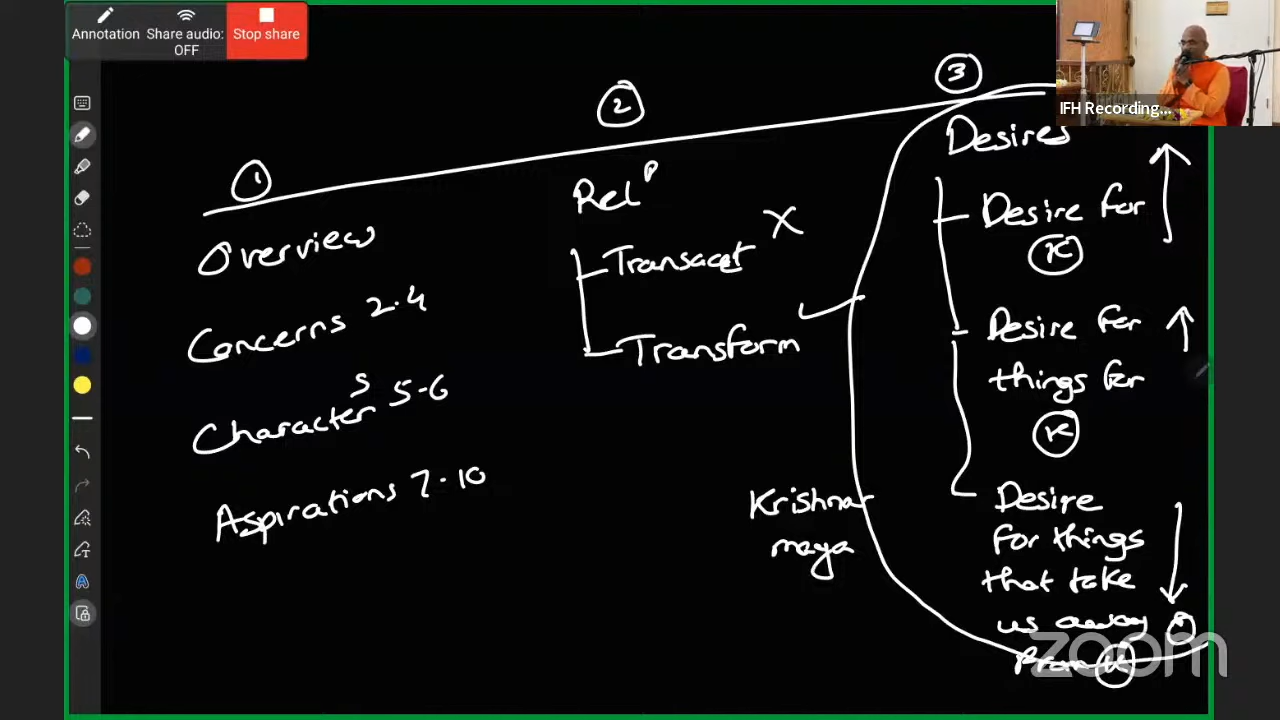 Annotation
Share audio:
OFF
Stop share
IFH Recording...
1
Overview
Concerns 2-4
Characters 5-6
Aspirations 7-10
2
Rel P
Transact X
Transform
3
Desires
Desire for
K
Desire for
things for
K
Desire
for things
that take
us away
from K
Krishna
maya
zoom